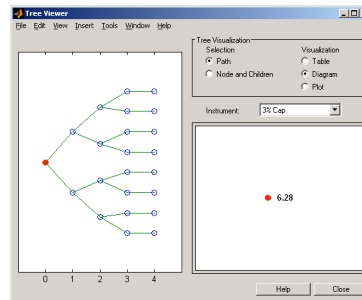 Tree Viewer
File Edit View Insert Tools Window Help
Tree Visualization
Selection
Visualization
Path
Table
Node and Children
Diagram
Plot
Instrument:
3% Cap
6.28
0 1 2 3 4
Help
Close